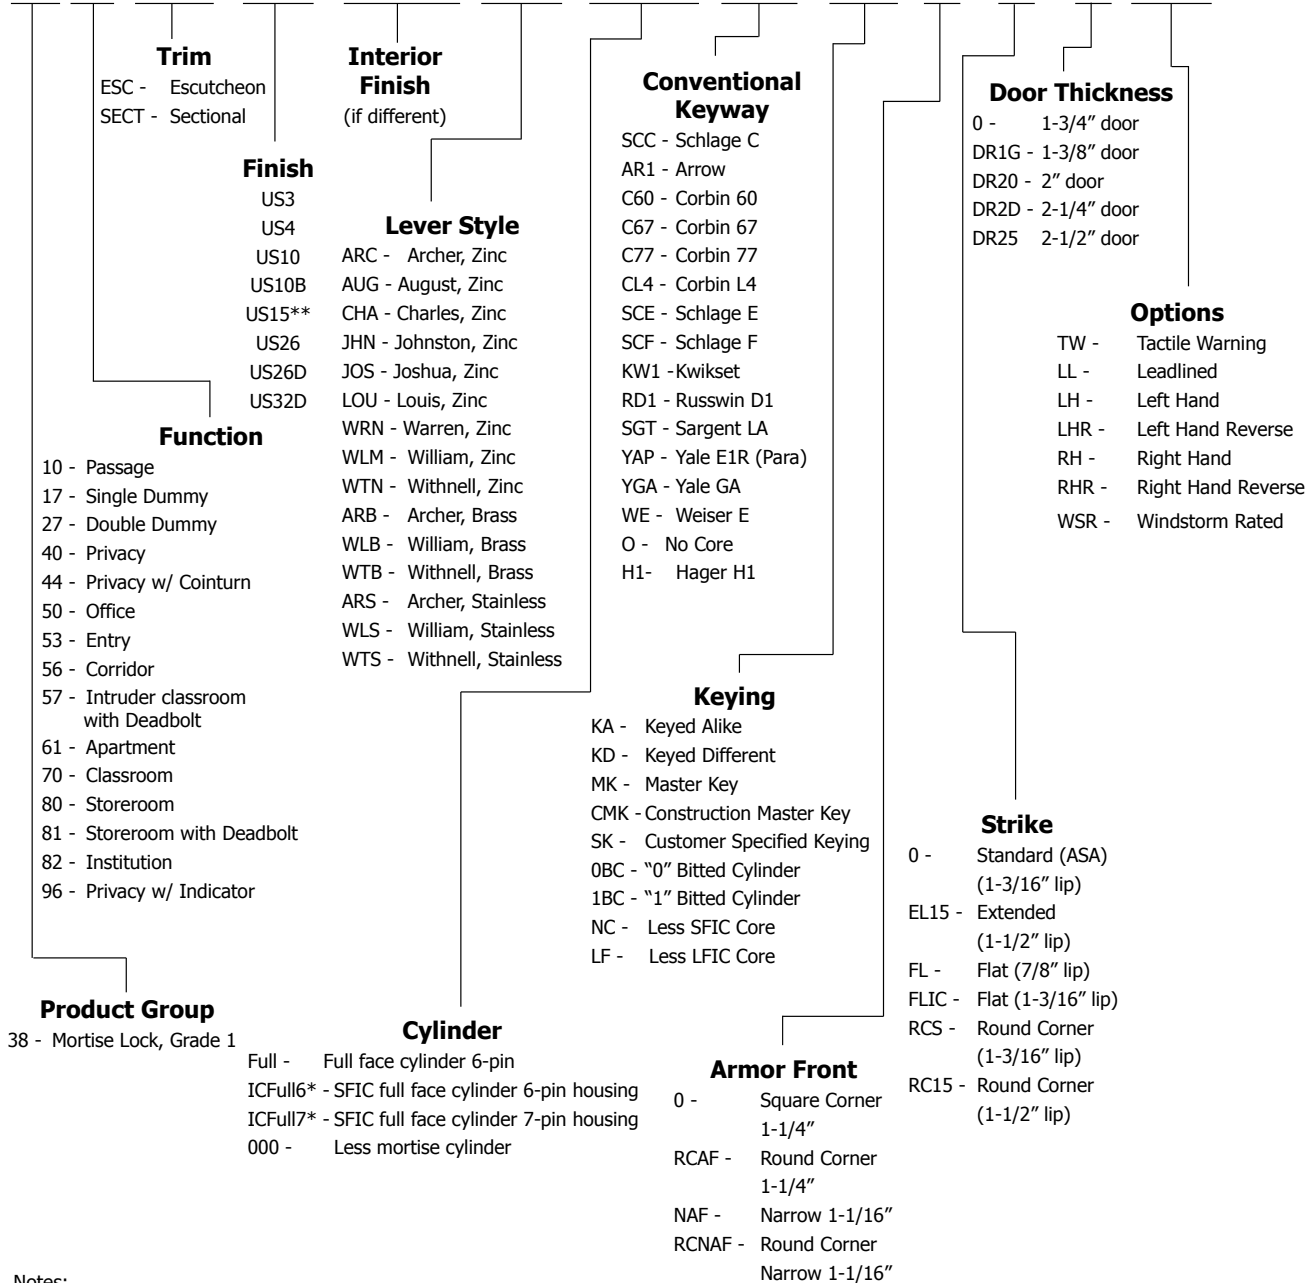 Trim
ESC - Escutcheon
SECT - Sectional
Finish
US3
US4
US10
US10B
US15**
US26
US26D
US32D
Function
10 - Passage
17 - Single Dummy
27 - Double Dummy
40 - Privacy
44 - Privacy w/ Cointurn
50 - Office
53 - Entry
56 - Corridor
57 - Intruder classroom
with Deadbolt
61 - Apartment
70 - Classroom
80 - Storeroom
81 - Storeroom with Deadbolt
82 - Institution
96 - Privacy w/ Indicator
Product Group
38 - Mortise Lock, Grade 1
Interior
Finish
(if different)
Lever Style
ARC - Archer, Zinc
AUG - August, Zinc
CHA - Charles, Zinc
JHN - Johnston, Zinc
JOS - Joshua, Zinc
LOU - Louis, Zinc
WRN - Warren, Zinc
WLM - William, Zinc
WTN - Withnell, Zinc
ARB - Archer, Brass
WLB - William, Brass
WTB - Withnell, Brass
ARS - Archer, Stainless
WLS - William, Stainless
WTS - Withnell, Stainless
Cylinder
Full - Full face cylinder 6-pin
ICFull6* - SFIC full face cylinder 6-pin housing
ICFull7* - SFIC full face cylinder 7-pin housing
000 - Less mortise cylinder
Conventional
Keyway
SCC - Schlage C
AR1 - Arrow
C60 - Corbin 60
C67 - Corbin 67
C77 - Corbin 77
CL4 - Corbin L4
SCE - Schlage E
SCF - Schlage F
KW1 -Kwikset
RD1 - Russwin D1
SGT - Sargent LA
YAP - Yale E1R (Para)
YGA - Yale GA
WE - Weiser E
O - No Core
H1- Hager H1
Keying
KA - Keyed Alike
KD - Keyed Different
MK - Master Key
CMK - Construction Master Key
SK - Customer Specified Keying
0BC - “0” Bitted Cylinder
1BC - “1” Bitted Cylinder
NC - Less SFIC Core
LF - Less LFIC Core
Armor Front
0 - Square Corner
1-1/4”
RCAF - Round Corner
1-1/4”
NAF - Narrow 1-1/16”
RCNAF - Round Corner
Narrow 1-1/16”
Door Thickness
0 - 1-3/4” door
DR1G - 1-3/8” door
DR20 - 2” door
DR2D - 2-1/4” door
DR25 2-1/2” door
Options
TW - Tactile Warning
LL - Leadlined
LH - Left Hand
LHR - Left Hand Reverse
RH - Right Hand
RHR - Right Hand Reverse
WSR - Windstorm Rated
Strike
0 - Standard (ASA)
(1-3/16” lip)
EL15 - Extended
(1-1/2” lip)
FL - Flat (7/8” lip)
FLIC - Flat (1-3/16” lip)
RCS - Round Corner
(1-3/16” lip)
RC15 - Round Corner
(1-1/2” lip)
Notes: